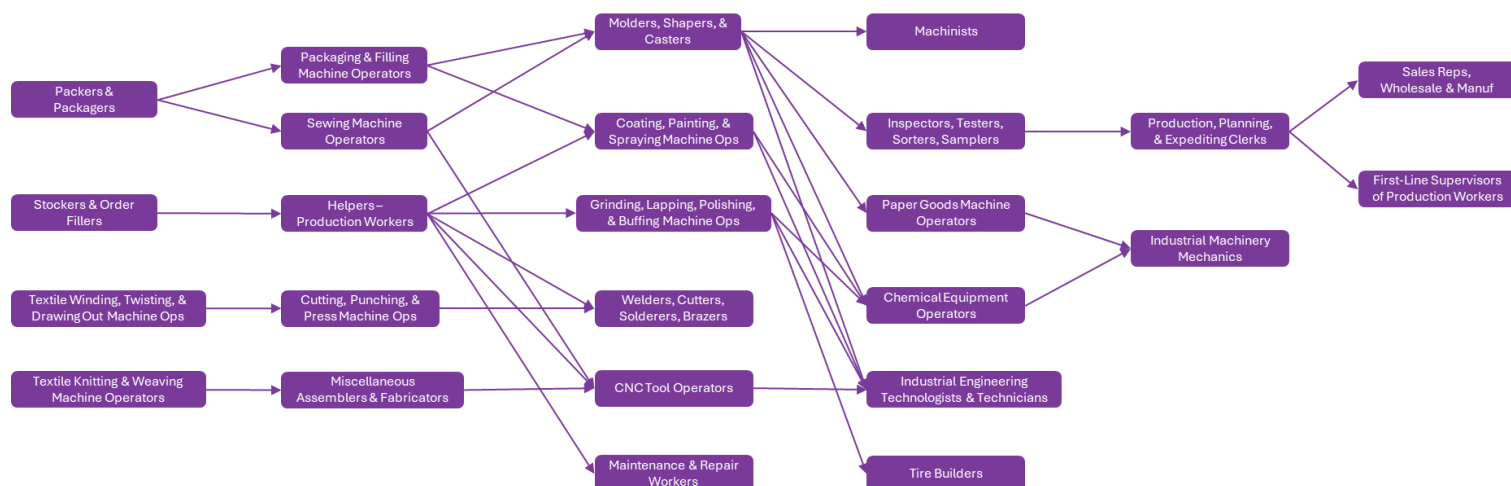 Packers &
Packagers
Stockers & Order
Fillers
Textile Winding, Twisting, &
Drawing Out Machine Ops
Textile Knitting & Weaving
Machine Operators
Packaging & Filling
Machine Operators
Sewing Machine
Operators
Helpers–
Production Workers
Cutting, Punching, &
Press Machine Ops
Miscellaneous
Assemblers & Fabricators
Molders, Shapers, &
Casters
Coating, Painting, &
Spraying Machine Ops
Grinding, Lapping, Polishing,
& Buffing Machine Ops
Welders, Cutters,
Solderers, Brazers
CNC Tool Operators
Maintenance & Repair
Workers
Machinists
Inspectors, Testers,
Sorters, Samplers
Paper Goods Machine
Operators
Chemical Equipment
Operators
Industrial Engineering
Technologists & Technicians
Tire Builders
Production, Planning,
& Expediting Clerks
Industrial Machinery
Mechanics
Sales Reps,
Wholesale & Manuf
First-Line Supervisors
of Production Workers